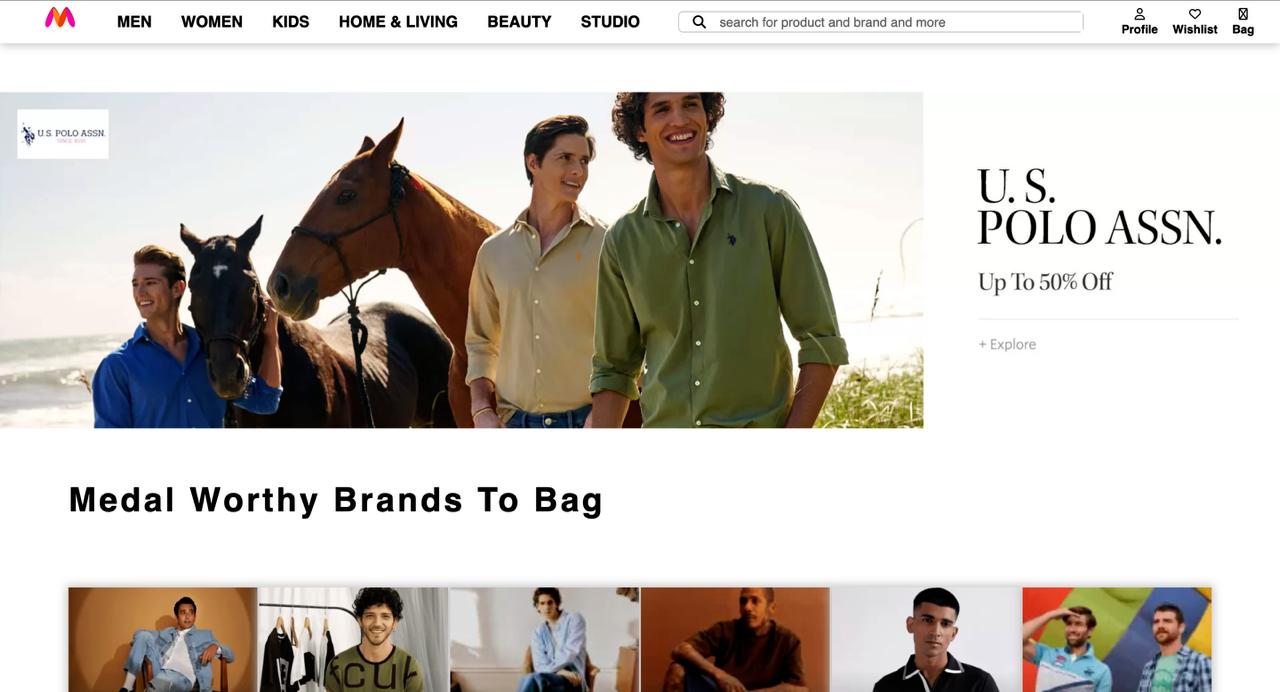 MEN WOMEN KIDS HOME & LIVING BEAUTY STUDIO
search for product and brand and more
Profile Wishlist Bag
U.S. POLO ASSN.
SINCE 1890
U. S.
POLO ASSN.
Up To 50% Off
+ Explore
Medal Worthy Brands To Bag